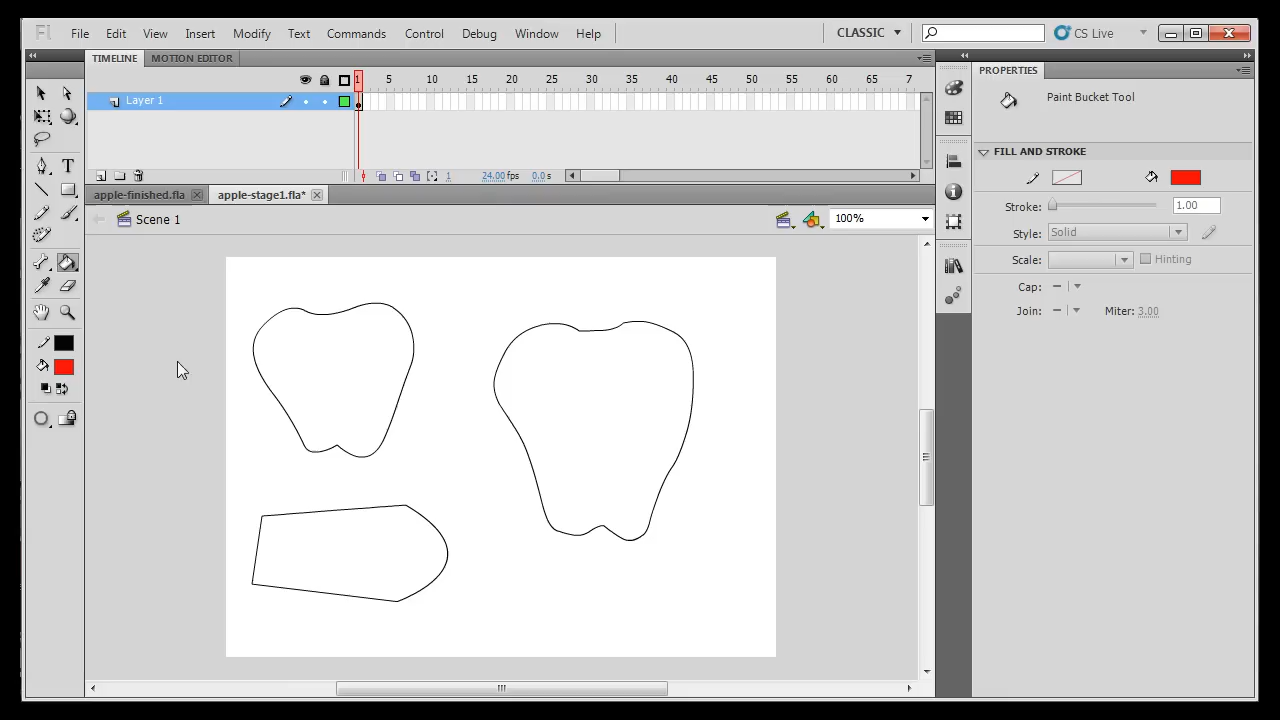 Fl File Edit View Insert Modify Text Commands Control Debug Window Help CLASSIC CS Live
TIMELINE MOTION EDITOR
1 5 10 15 20 25 30 35 40 45 50 55 60 65 7
Layer 1
1 24.00 fps 0.0 s
apple-finished.fla apple-stage1.fla*
Scene 1 100%
PROPERTIES
Paint Bucket Tool
FILL AND STROKE
Stroke: 1.00
Style: Solid
Scale: Hinting
Cap:
Join: Miter: 3.00
T